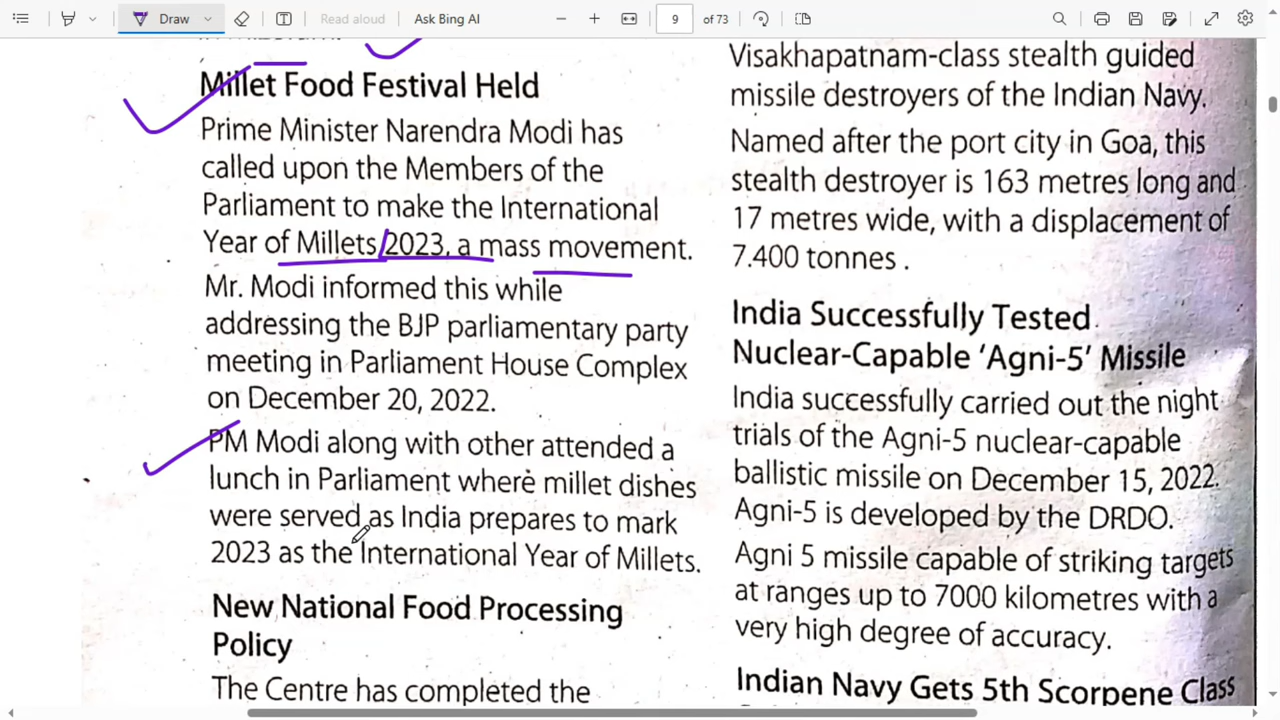 Draw
Read aloud
Ask Bing AI
9
of 73
Millet Food Festival Held
Prime Minister Narendra Modi has
called upon the Members of the
Parliament to make the International
Year of Millets 2023, a mass movement.
Mr. Modi informed this while
addressing the BJP parliamentary party
meeting in Parliament House Complex
on December 20, 2022.
PM Modi along with other attended a
lunch in Parliament where millet dishes
were served as India prepares to mark
2023 as the International Year of Millets.
New National Food Processing
Policy
The Centre has completed the
Visakhapatnam-class stealth guided
missile destroyers of the Indian Navy.
Named after the port city in Goa, this
stealth destroyer is 163 metres long and
17 metres wide, with a displacement of
7.400 tonnes .
India Successfully Tested
Nuclear-Capable ‘Agni-5’ Missile
India successfully carried out the night
trials of the Agni-5 nuclear-capable
ballistic missile on December 15, 2022.
Agni-5 is developed by the DRDO.
Agni 5 missile capable of striking targets
at ranges up to 7000 kilometres with a
very high degree of accuracy.
Indian Navy Gets 5th Scorpene Class